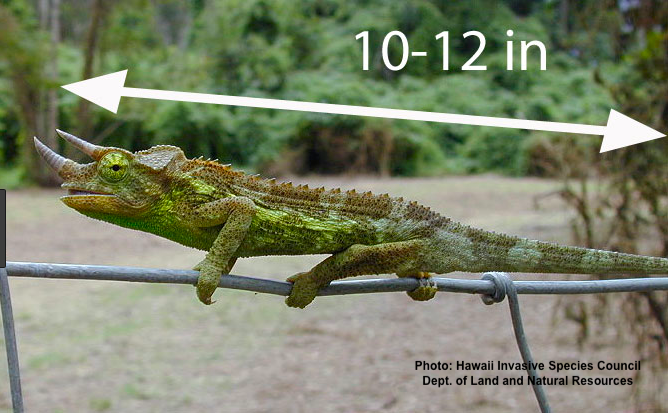 10-12 in
Photo: Hawaii Invasive Species Council
Dept. of Land and Natural Resources